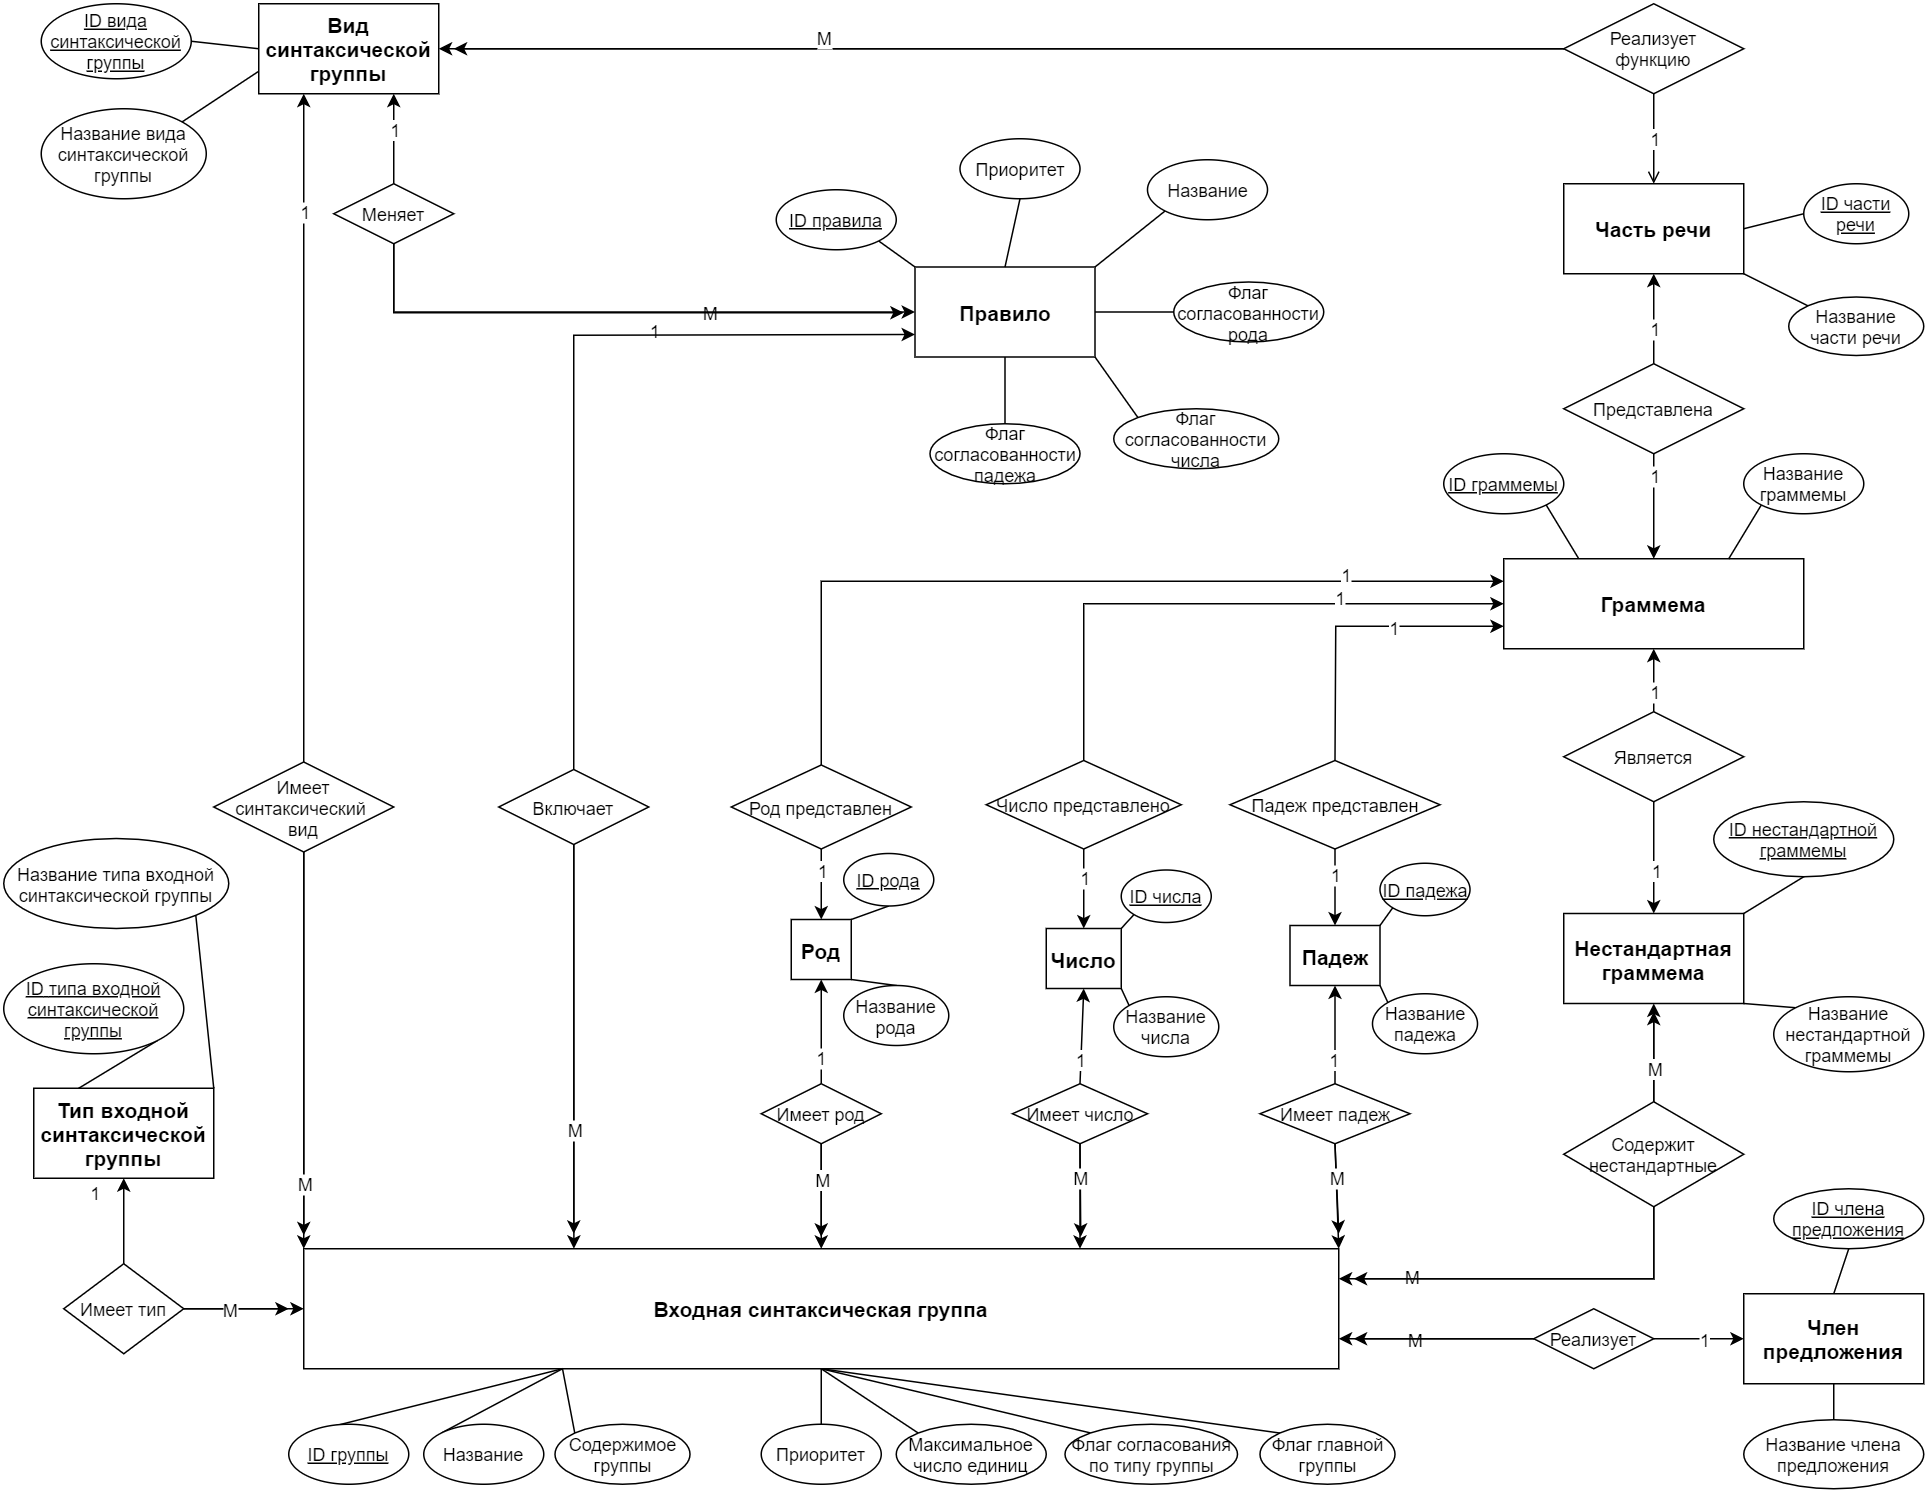 ID вида
синтаксической
группы
Вид
синтаксической
группы
М
Реализует
функцию
Название вида
синтаксической
группы
1
1
Меняет
1
Приоритет
Название
ID правила
Часть речи
ID части
речи
Правило
Флаг
согласованности
рода
М
1
1
Название
части речи
Представлена
Флаг
согласованности
падежа
Флаг
согласованности
числа
1
ID граммемы
Название
граммемы
1
1
1
Граммема
1
Является
Имеет
синтаксический
вид
Включает
Род представлен
Число представлено
Падеж представлен
ID нестандартной
граммемы
1
1
1
1
Название типа входной
синтаксической группы
ID рода
ID числа
ID падежа
Род
Число
Падеж
Нестандартная
граммема
ID типа входной
синтаксической
группы
Название
рода
Название
числа
Название
падежа
Название
нестандартной
граммемы
1
1
1
М
Тип входной
синтаксической
группы
Имеет род
Имеет число
Имеет падеж
М
Содержит
нестандартные
1
М
М
М
М
ID члена
предложения
М
Имеет тип
М
Входная синтаксическая группа
М
Реализует
1
Член
предложения
ID группы
Название
Содержимое
группы
Приоритет
Максимальное
число единиц
Флаг согласования
по типу группы
Флаг главной
группы
Название члена
предложения